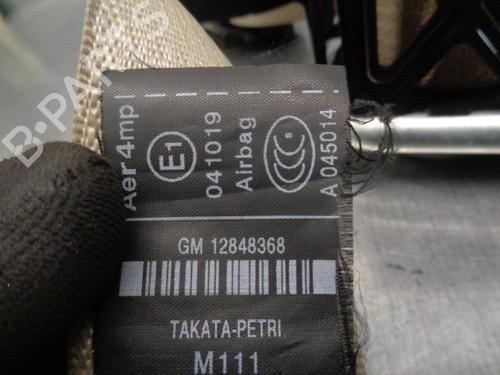 Aer4mp
E1
041019
Airbag
CCC
A 045014
GM 12848368
TAKATA-PETRI
M111
B-PARTS